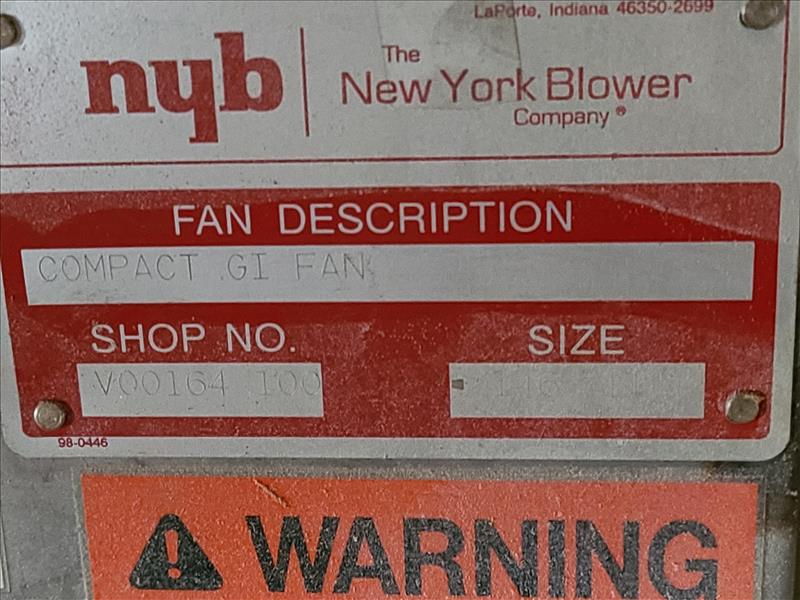 LaPorte, Indiana 46350-2699
nyb
The
New York Blower
Company®
FAN DESCRIPTION
COMPACT GI FAN
SHOP NO.
SIZE
V00164 100
98-0446
WARNING